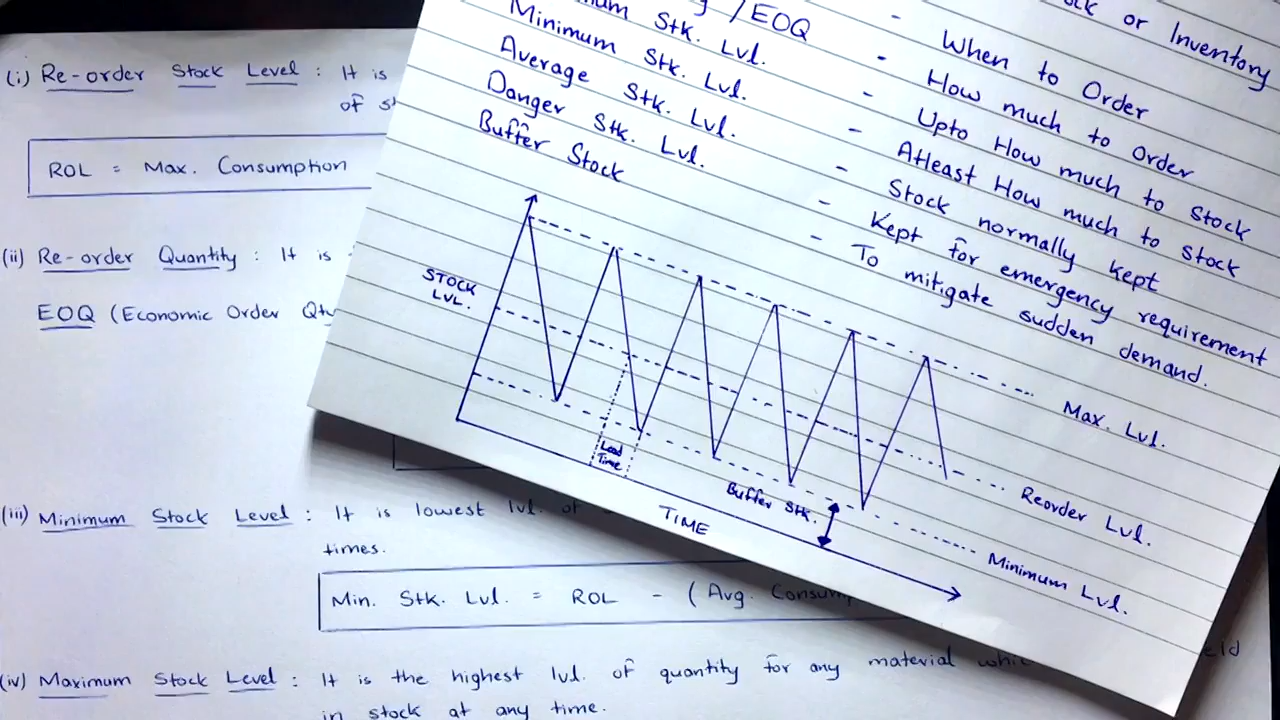 (i) Re-order Stock Level : It is
of
ROL = Max. Consumption
(ii) Re-order Quantity : It is
EOQ (Economic Order Qty
(iii) Minimum Stock Level : It is lowest lvl. of
times.
Min. Stk. Lvl. = ROL - (Avg. Consump
(iv) Maximum Stock Level : It is the highest lvl. of quantity for any material
in stock at any time.
or Inventory
/EOQ
Stk. Lvl.
Minimum Stk. Lvl.
Average Stk. Lvl.
Danger Stk. Lvl.
Buffer Stock
- When to Order
- How much to Order
- Upto How much to Stock
- Atleast How much to Stock
- Stock normally kept
- Kept for emergency requirement
- To mitigate sudden demand.
STOCK
LVL.
Lead
Time
Buffer Stk.
TIME
Max. Lvl.
Reorder Lvl.
Minimum Lvl.